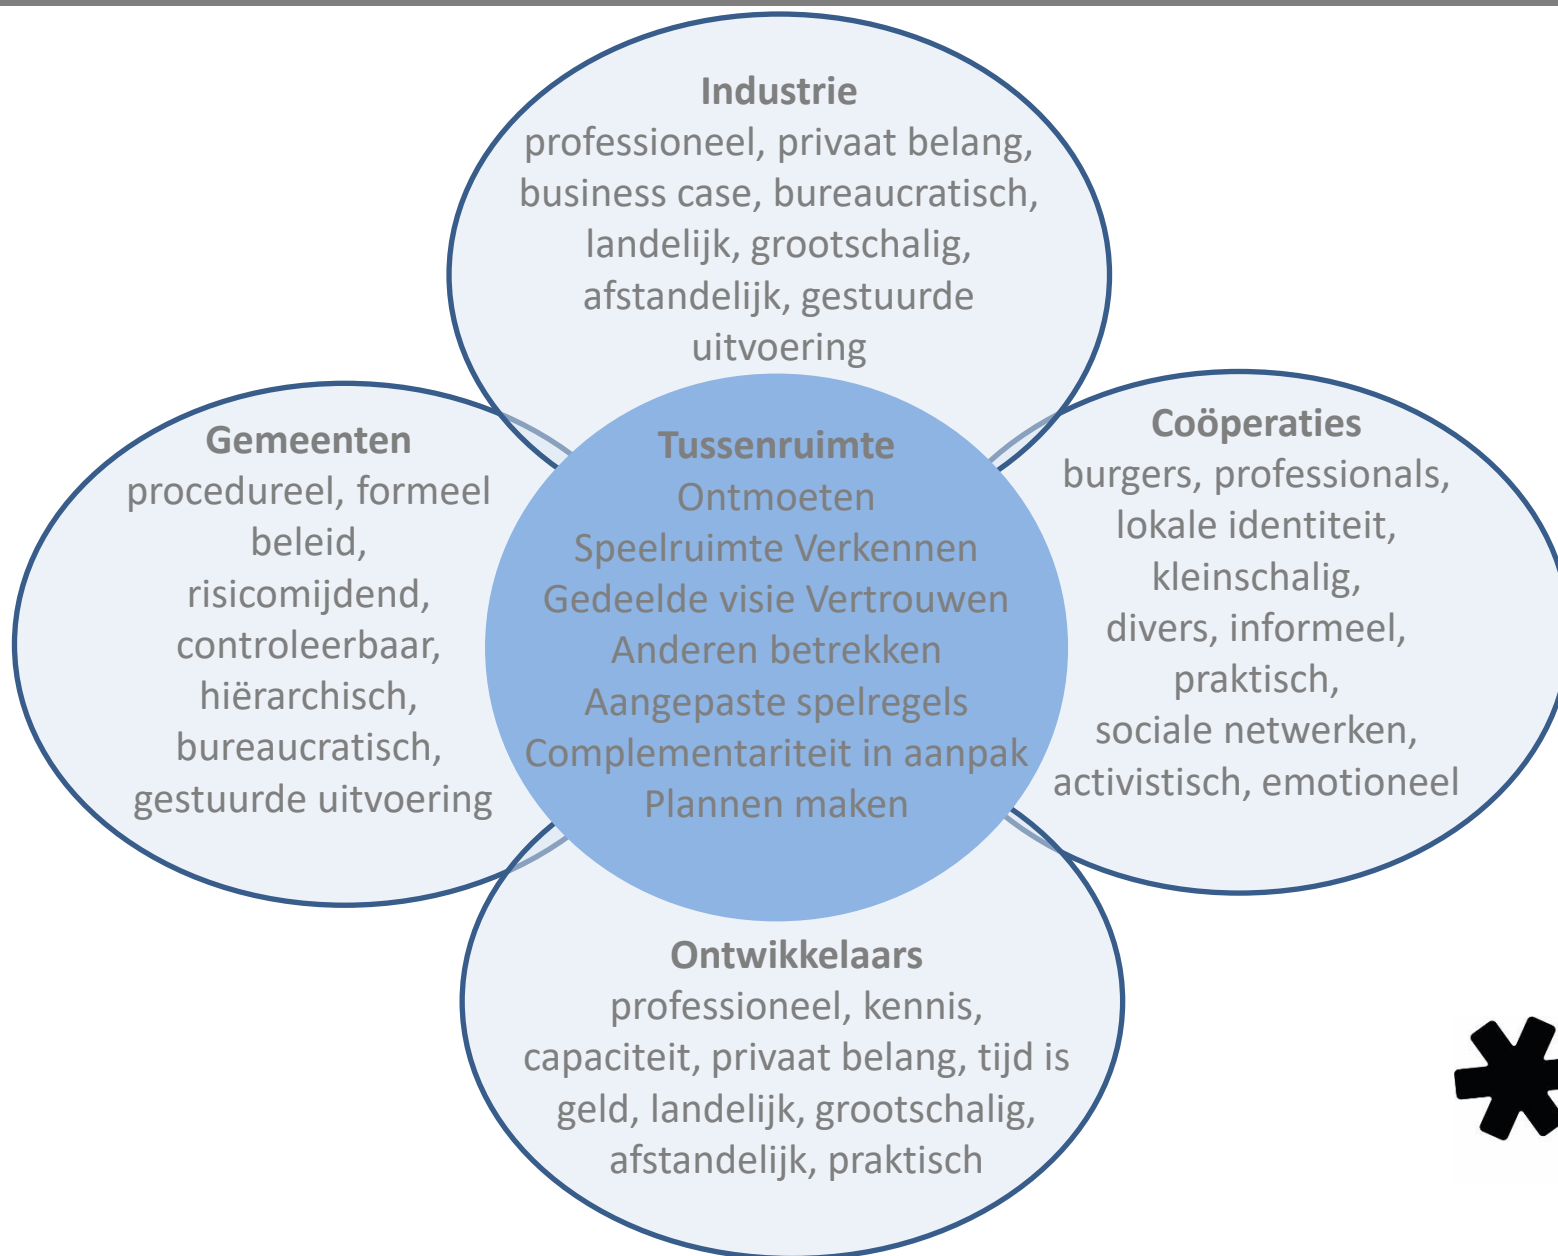 Industrie
professioneel, privaat belang,
business case, bureaucratisch,
landelijk, grootschalig,
afstandelijk, gestuurde
uitvoering
Gemeenten
procedureel, formeel
beleid,
risicomijdend,
controleerbaar,
hiërarchisch,
bureaucratisch,
gestuurde uitvoering
Tussenruimte
Ontmoeten
Speelruimte Verkennen
Gedeelde visie Vertrouwen
Anderen betrekken
Aangepaste spelregels
Complementariteit in aanpak
Plannen maken
Coöperaties
burgers, professionals,
lokale identiteit,
kleinschalig,
divers, informeel,
praktisch,
sociale netwerken,
activistisch, emotioneel
Ontwikkelaars
professioneel, kennis,
capaciteit, privaat belang, tijd is
geld, landelijk, grootschalig,
afstandelijk, praktisch